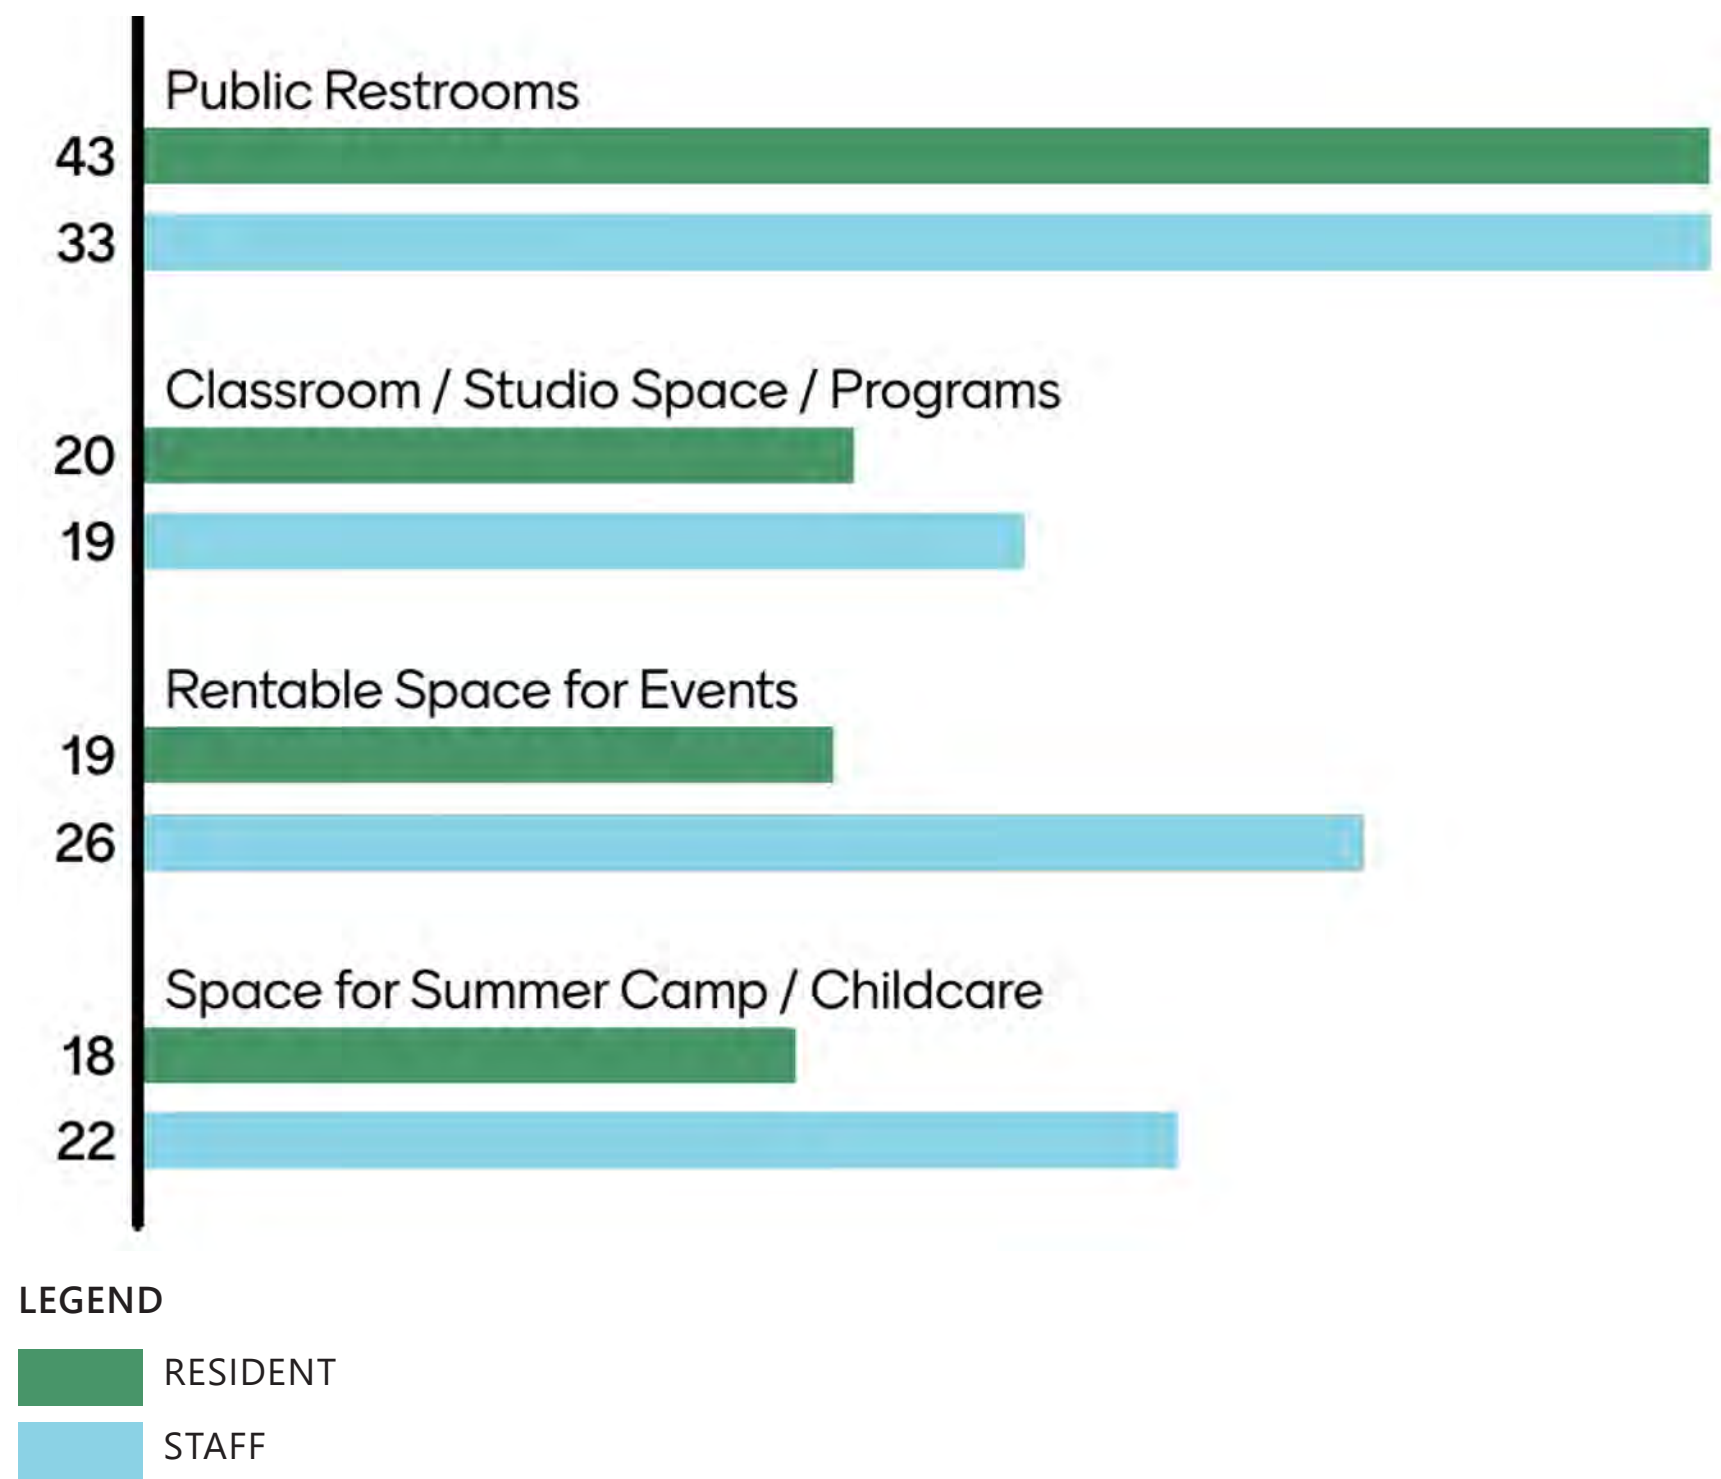 Public Restrooms
43
33
Classroom / Studio Space / Programs
20
19
Rentable Space for Events
19
26
Space for Summer Camp / Childcare
18
22
LEGEND
RESIDENT
STAFF